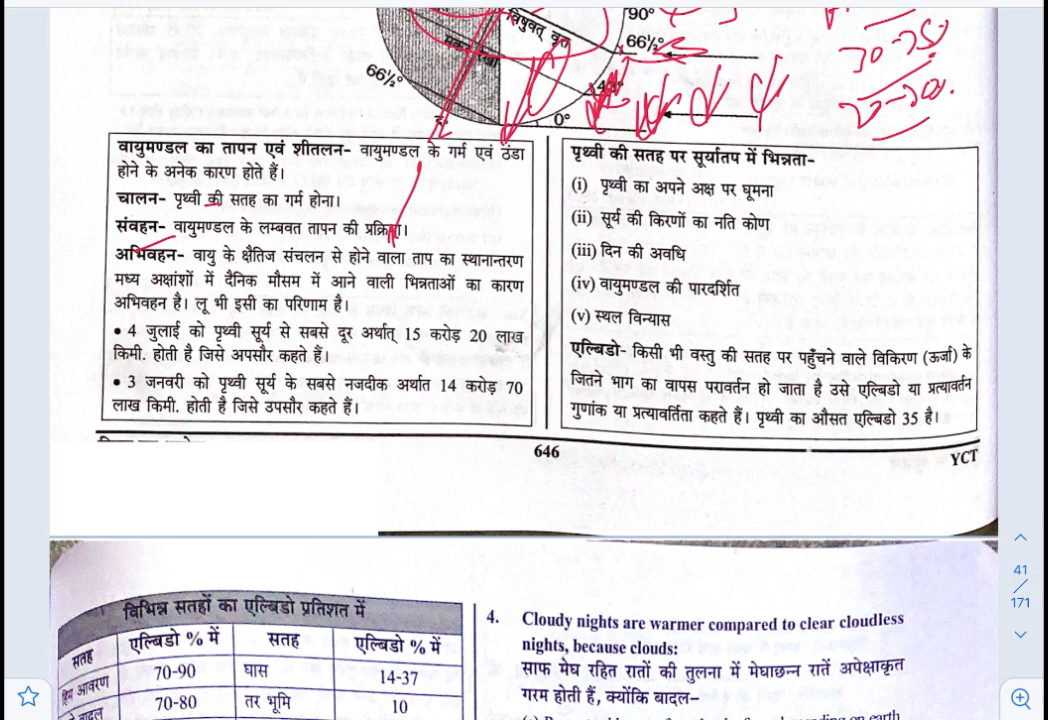 90°
विषुवत् वृत्त
66½°
30-35)
66½°
0°
वायुमण्डल का तापन एवं शीतलन- वायुमण्डल के गर्म एवं ठंडा
होने के अनेक कारण होते हैं।
चालन- पृथ्वी की सतह का गर्म होना।
संवहन- वायुमण्डल के लम्बवत तापन की प्रक्रिया।
अभिवहन- वायु के क्षैतिज संचलन से होने वाला ताप का स्थानान्तरण
मध्य अक्षांशों में दैनिक मौसम में आने वाली भिन्नताओं का कारण
अभिवहन है। लू भी इसी का परिणाम है।
• 4 जुलाई को पृथ्वी सूर्य से सबसे दूर अर्थात् 15 करोड़ 20 लाख
किमी. होती है जिसे अपसौर कहते हैं।
• 3 जनवरी को पृथ्वी सूर्य के सबसे नजदीक अर्थात 14 करोड़ 70
लाख किमी. होती है जिसे उपसौर कहते हैं।
पृथ्वी की सतह पर सूर्यातप में भिन्नता-
(i) पृथ्वी का अपने अक्ष पर घूमना
(ii) सूर्य की किरणों का नति कोण
(iii) दिन की अवधि
(iv) वायुमण्डल की पारदर्शित
(v) स्थल विन्यास
एल्बिडो- किसी भी वस्तु की सतह पर पहुँचने वाले विकिरण (ऊर्जा) के
जितने भाग का वापस परावर्तन हो जाता है उसे एल्बिडो या प्रत्यावर्तन
गुणांक या प्रत्यावर्तिता कहते हैं। पृथ्वी का औसत एल्बिडो 35 है।
646
YCT
विभिन्न सतहों का एल्बिडो प्रतिशत में
सतह एल्बिडो % में सतह एल्बिडो % में
हिम आवरण 70-90 घास 14-37
बादल 70-80 तर भूमि 10
4. Cloudy nights are warmer compared to clear cloudless
nights, because clouds:
साफ मेघ रहित रातों की तुलना में मेघाछन्न रातें अपेक्षाकृत
गरम होती हैं, क्योंकि बादल-
41
/
171